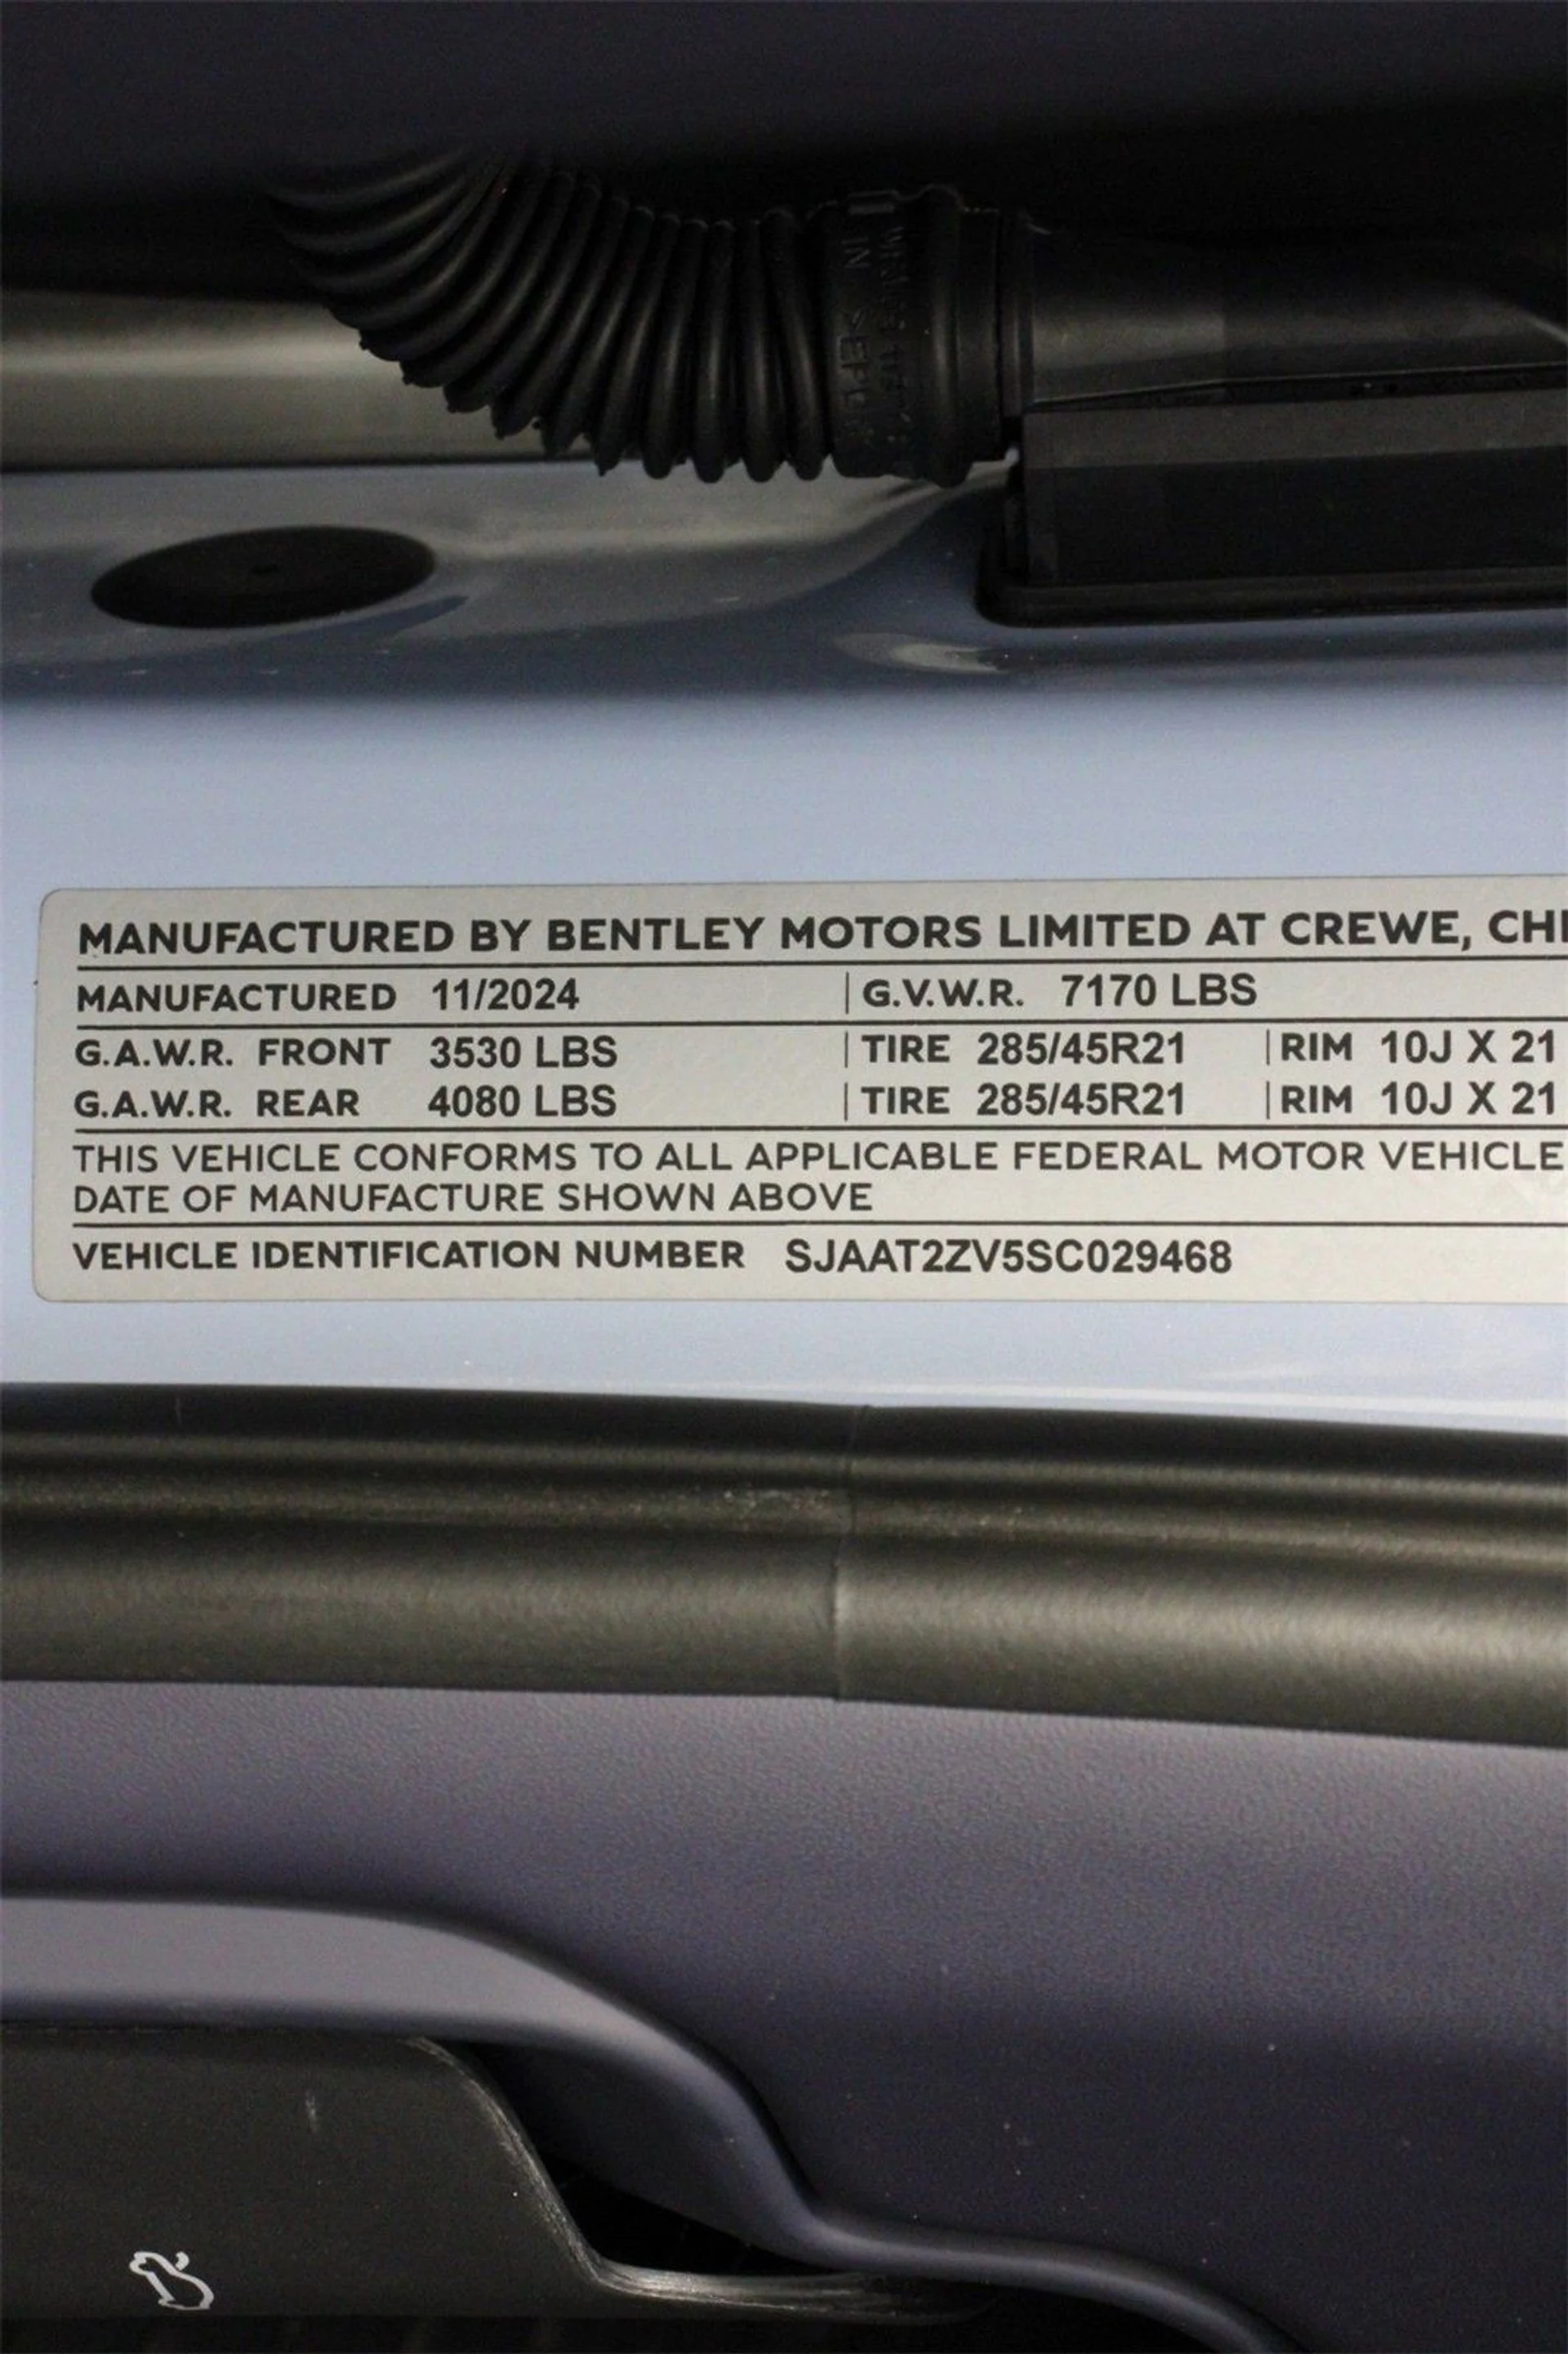 MANUFACTURED BY BENTLEY MOTORS LIMITED AT CREWE,
MANUFACTURED 11/2024 G.V.W.R. 7170 LBS
G.A.W.R. FRONT 3530 LBS TIRE 285/45R21 RIM 10J X 21
G.A.W.R. REAR 4080 LBS TIRE 285/45R21 RIM 10J X 21
THIS VEHICLE CONFORMS TO ALL APPLICABLE FEDERAL MOTOR VEHICLE
DATE OF MANUFACTURE SHOWN ABOVE
VEHICLE IDENTIFICATION NUMBER SJAAT2ZV5SC029468